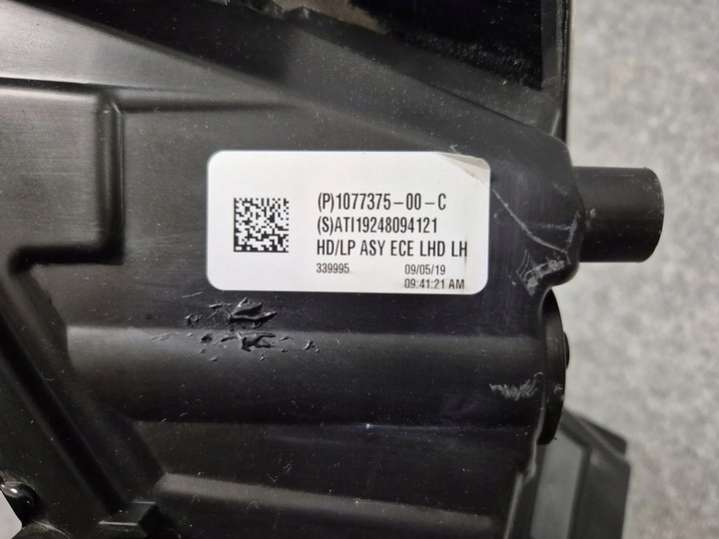 (P)1077375-00-C
(S)ATI19248094121
HD/LP ASY ECE LHD LH
339995 09/05/19
09:41:21 AM